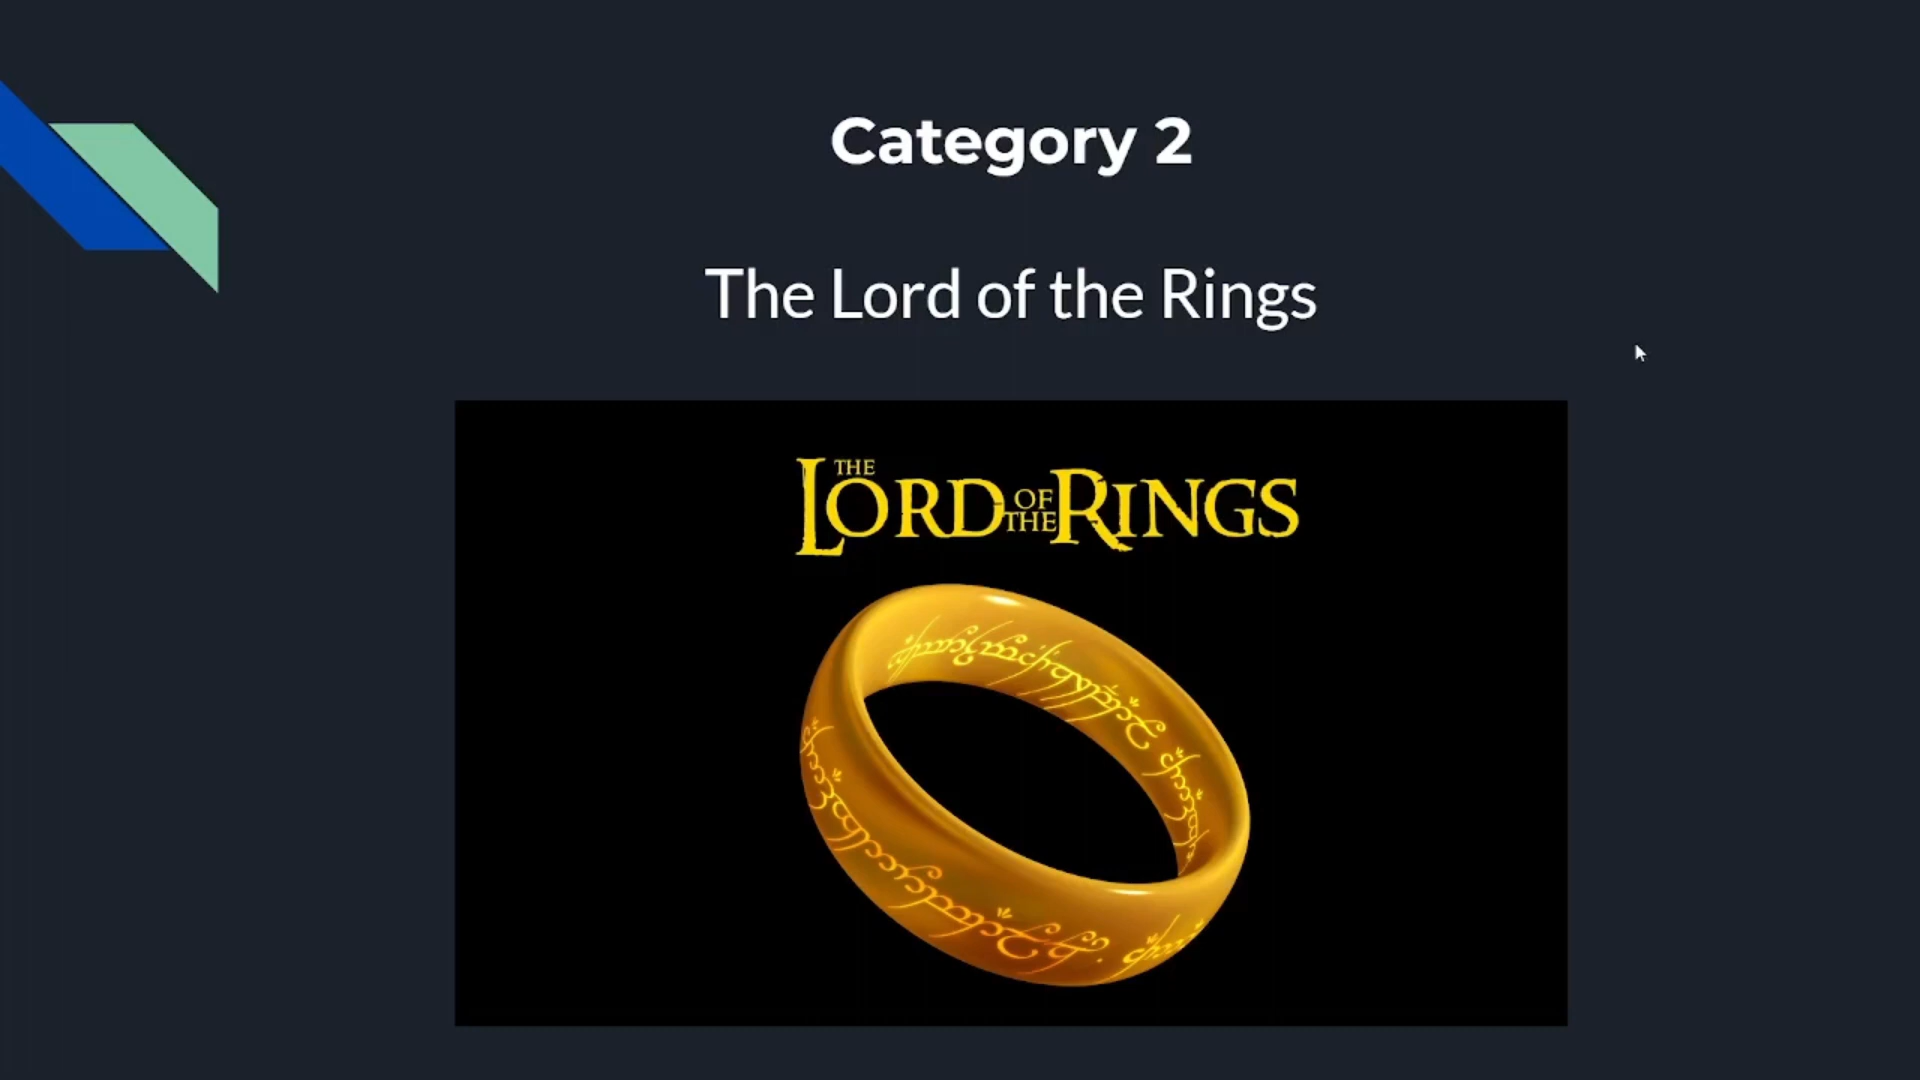 Category 2
The Lord of the Rings
THE LORD OF THE RINGS